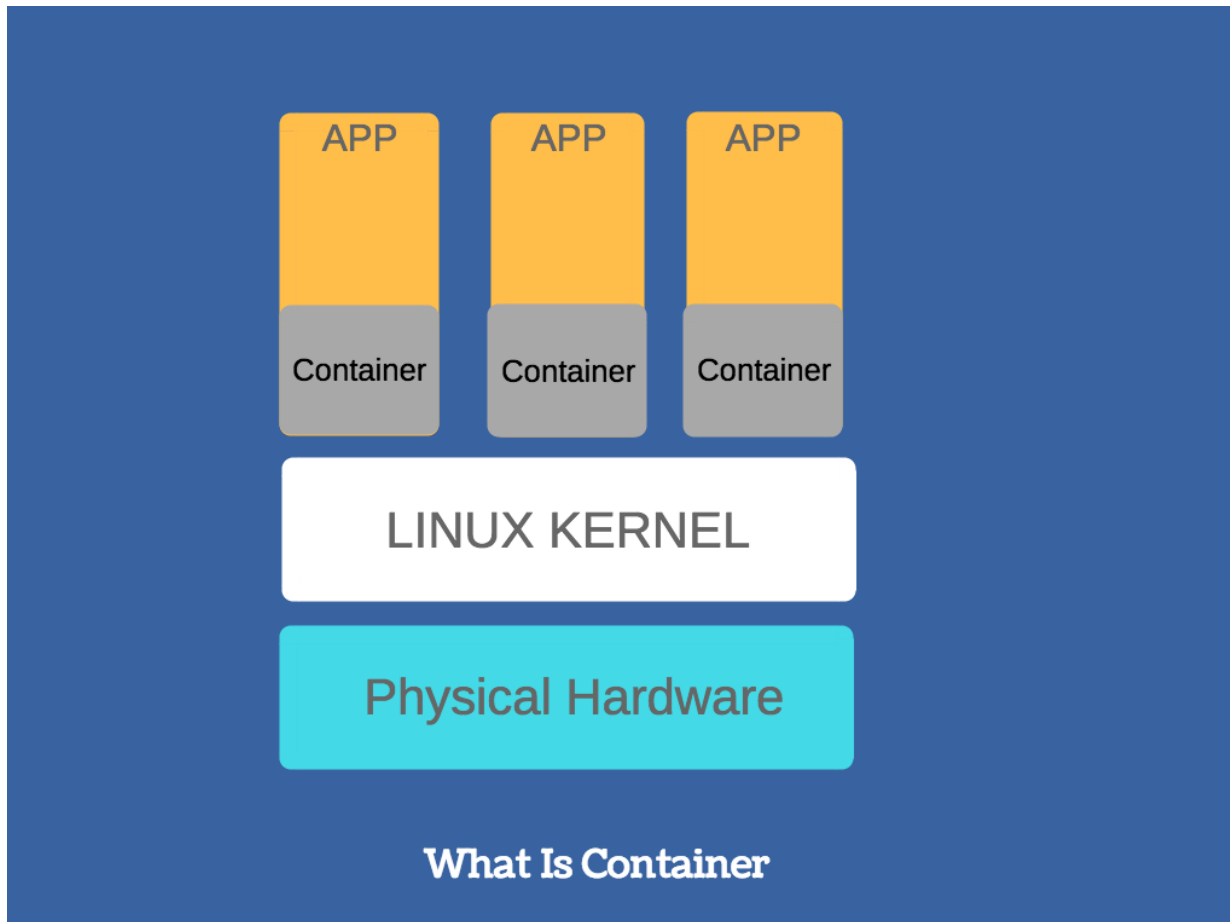 APP APP APP
Container Container Container
LINUX KERNEL
Physical Hardware
What Is Container